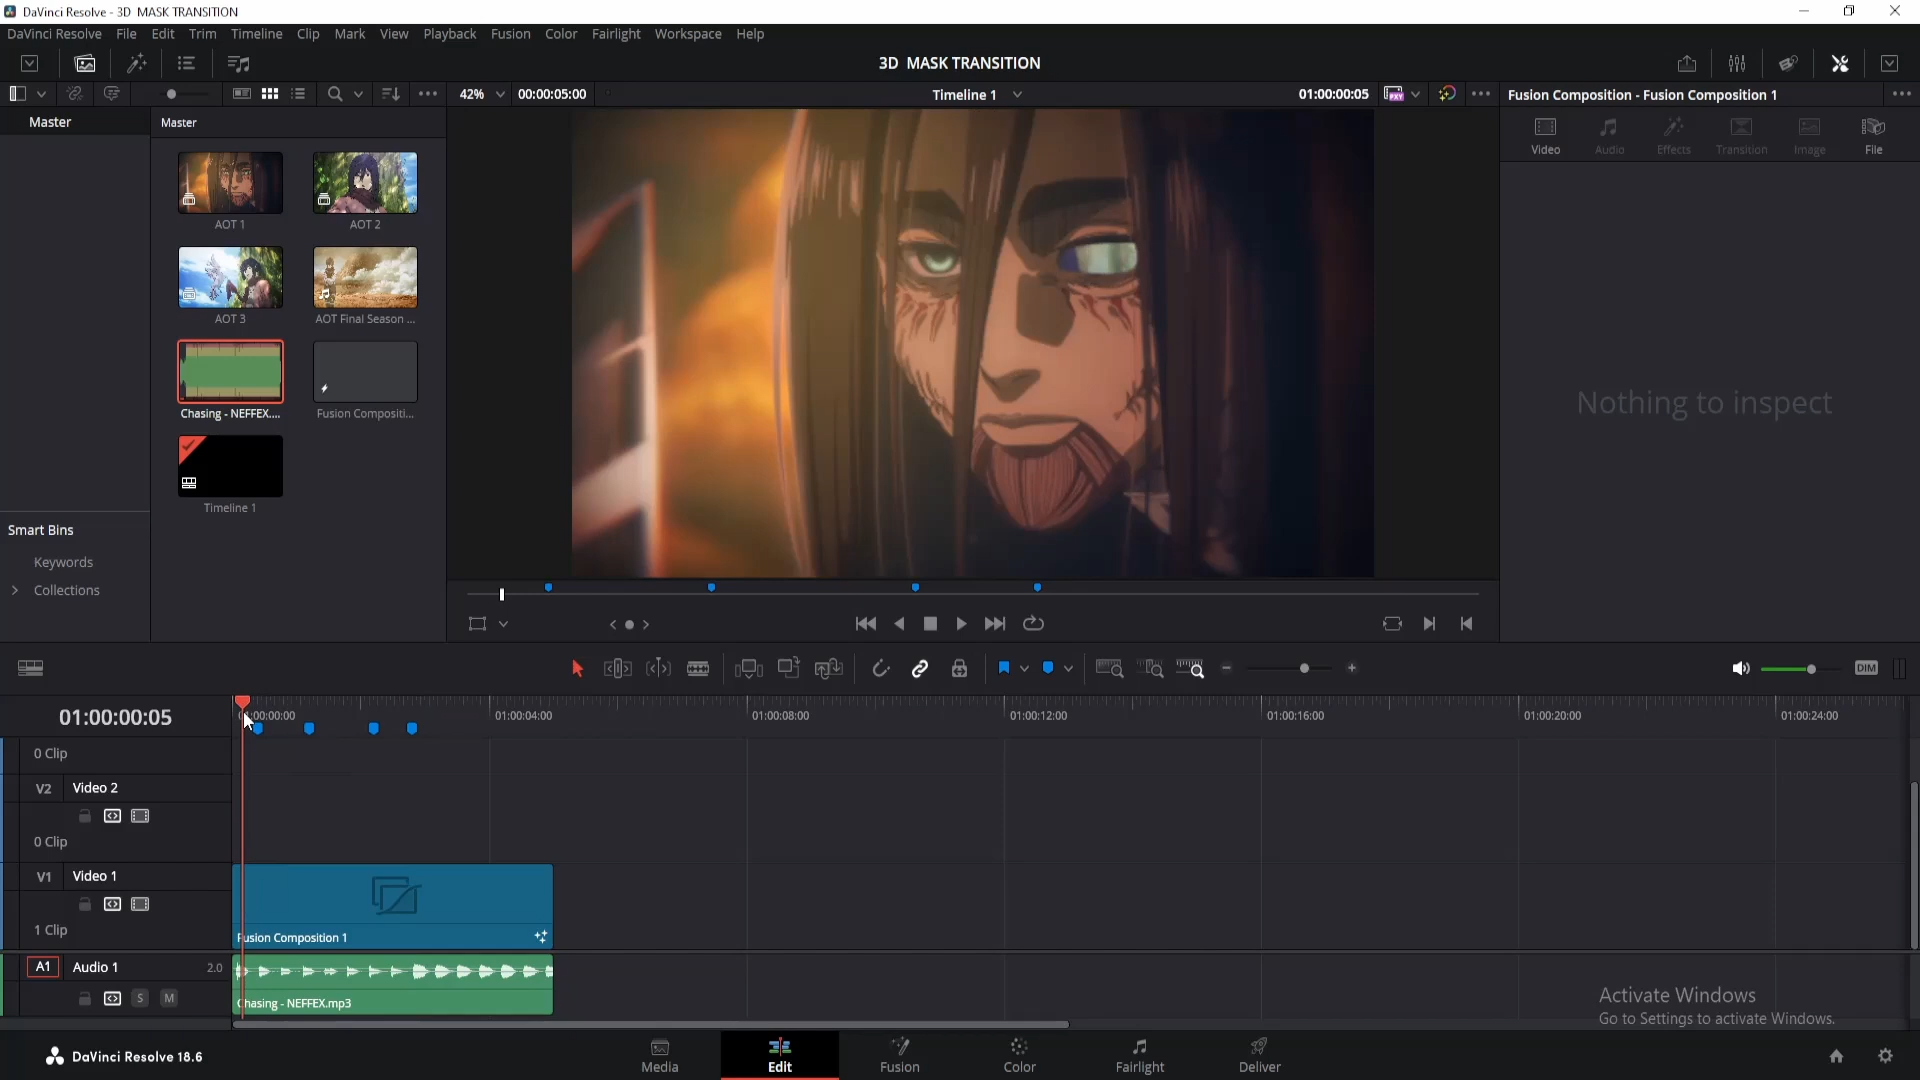 DaVinci Resolve - 3D  MASK TRANSITION
DaVinci Resolve File Edit Trim Timeline Clip Mark View Playback Fusion Color Fairlight Workspace Help
3D  MASK TRANSITION
42% 00:00:05:00 Timeline 1 01:00:00:05 Fusion Composition - Fusion Composition 1
Master
Master
Video Audio Effects Transition Image File
AOT 1
AOT 2
AOT 3
AOT Final Season ...
Chasing - NEFFEX....
Fusion Compositi...
Timeline 1
Nothing to inspect
Smart Bins
Keywords
Collections
DIM
01:00:00:05
01:00:04:00
01:00:08:00
01:00:12:00
01:00:16:00
01:00:20:00
01:00:24:00
0 Clip
V2 Video 2
0 Clip
V1 Video 1
1 Clip
Fusion Composition 1
A1 Audio 1 2.0
S M
Chasing - NEFFEX.mp3
Activate Windows
Go to Settings to activate Windows.
DaVinci Resolve 18.6
Media Edit Fusion Color Fairlight Deliver